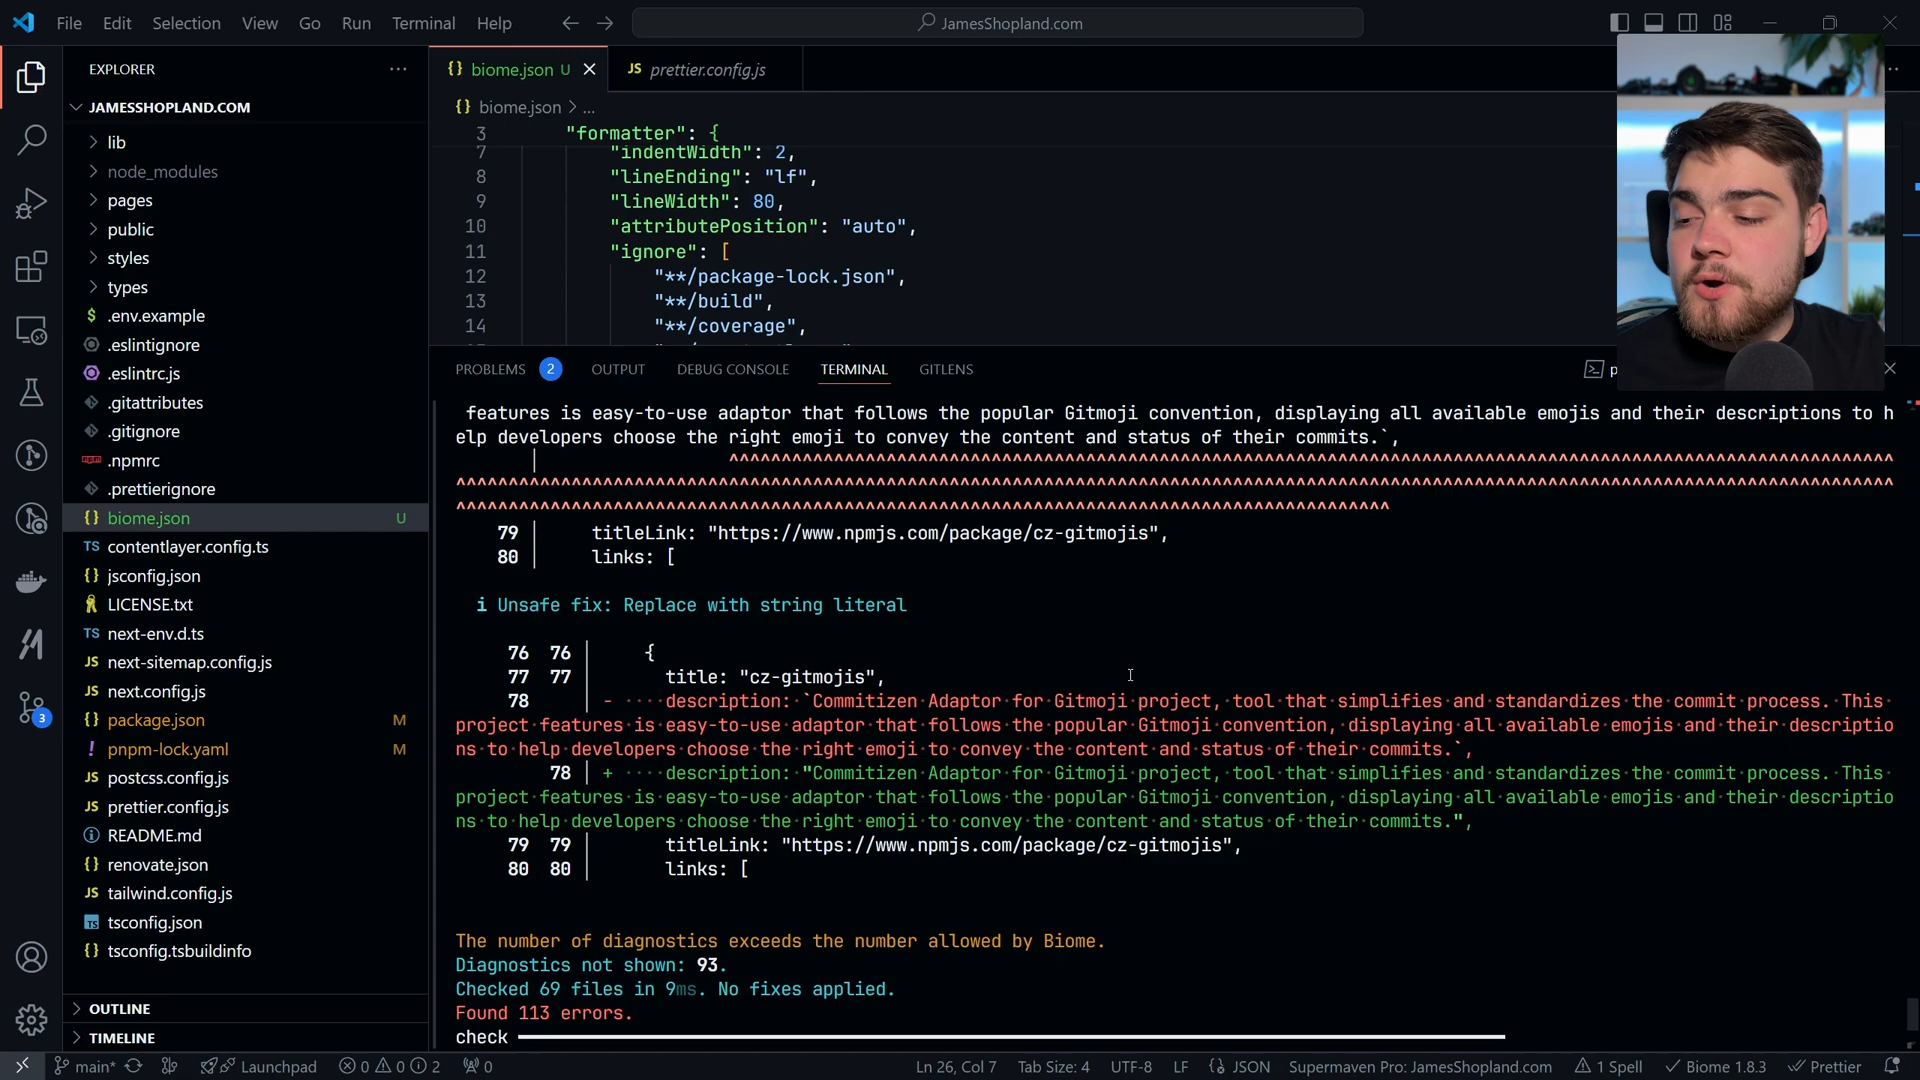 File Edit Selection View Go Run Terminal Help
JamesShopland.com
EXPLORER
biome.json U
JS prettier.config.js
JAMESSHOPLAND.COM
{} biome.json > ...
lib
node_modules
pages
public
styles
types
$ .env.example
.eslintignore
.eslintrc.js
.gitattributes
.gitignore
.npmrc
.prettierignore
{} biome.json U
TS contentlayer.config.ts
{} jsconfig.json
LICENSE.txt
TS next-env.d.ts
JS next-sitemap.config.js
JS next.config.js
{} package.json M
! pnpm-lock.yaml M
JS postcss.config.js
JS prettier.config.js
README.md
{} renovate.json
JS tailwind.config.js
TS tsconfig.json
{} tsconfig.tsbuildinfo
OUTLINE
TIMELINE
3
3 "formatter": {
7 "indentWidth": 2,
8 "lineEnding": "lf",
9 "lineWidth": 80,
10 "attributePosition": "auto",
11 "ignore": [
12 "**/package-lock.json",
13 "**/build",
14 "**/coverage",
PROBLEMS 2 OUTPUT DEBUG CONSOLE TERMINAL GITLENS
features is easy-to-use adaptor that follows the popular Gitmoji convention, displaying all available emojis and their descriptions to h
elp developers choose the right emoji to convey the content and status of their commits.`,
79 │ titleLink: "https://www.npmjs.com/package/cz-gitmojis",
80 │ links: [
i Unsafe fix: Replace with string literal
76 76 │ {
77 77 │ title: "cz-gitmojis",
78 │ - ····description: `Commitizen·Adaptor·for·Gitmoji·project,·tool·that·simplifies·and·standardizes·the·commit·process.·This·
project·features·is·easy-to-use·adaptor·that·follows·the·popular·Gitmoji·convention,·displaying·all·available·emojis·and·their·descriptio
ns·to·help·developers·choose·the·right·emoji·to·convey·the·content·and·status·of·their·commits.`,
78 │ + ····description:·"Commitizen·Adaptor·for·Gitmoji·project,·tool·that·simplifies·and·standardizes·the·commit·process.·This·
project·features·is·easy-to-use·adaptor·that·follows·the·popular·Gitmoji·convention,·displaying·all·available·emojis·and·their·descriptio
ns·to·help·developers·choose·the·right·emoji·to·convey·the·content·and·status·of·their·commits.",
79 79 │ titleLink: "https://www.npmjs.com/package/cz-gitmojis",
80 80 │ links: [
The number of diagnostics exceeds the number allowed by Biome.
Diagnostics not shown: 93.
Checked 69 files in 9ms. No fixes applied.
Found 113 errors.
check
main* Launchpad 0 0 2 0 Ln 26, Col 7 Tab Size: 4 UTF-8 LF {} JSON Supermaven Pro: JamesShopland.com 1 Spell Biome 1.8.3 Prettier